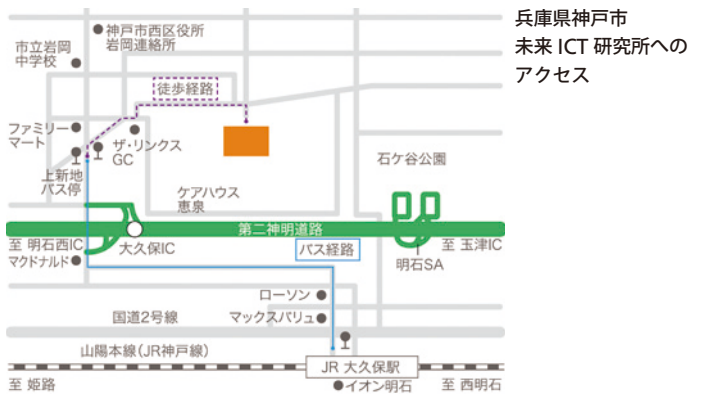 兵庫県神戸市
未来 ICT 研究所への
アクセス
神戸市西区役所
岩岡連絡所
市立岩岡
中学校
徒歩経路
ファミリー
マート
ザ・リンクス
GC
上新地
バス停
石ケ谷公園
ケアハウス
恵泉
第二神明道路
至 明石西IC
大久保IC
バス経路
至 玉津IC
明石SA
マクドナルド
ローソン
国道2号線
マックスバリュ
山陽本線(JR神戸線)
JR 大久保駅
至 姫路
イオン明石
至 西明石